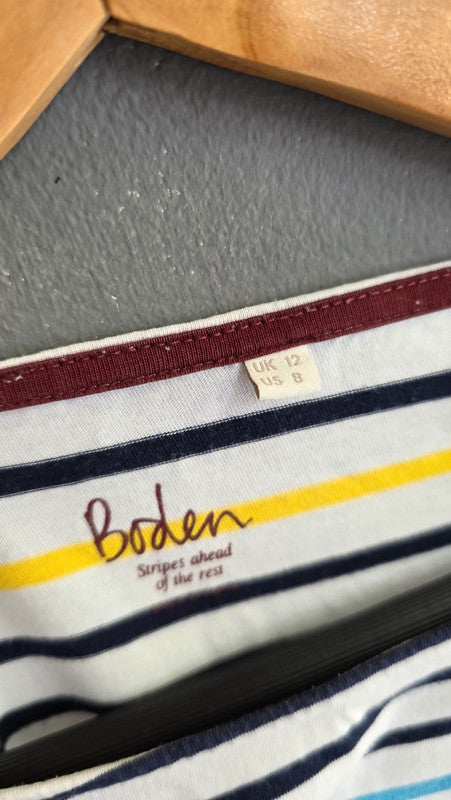 UK 12
US 8
Boden
Stripes ahead
of the rest